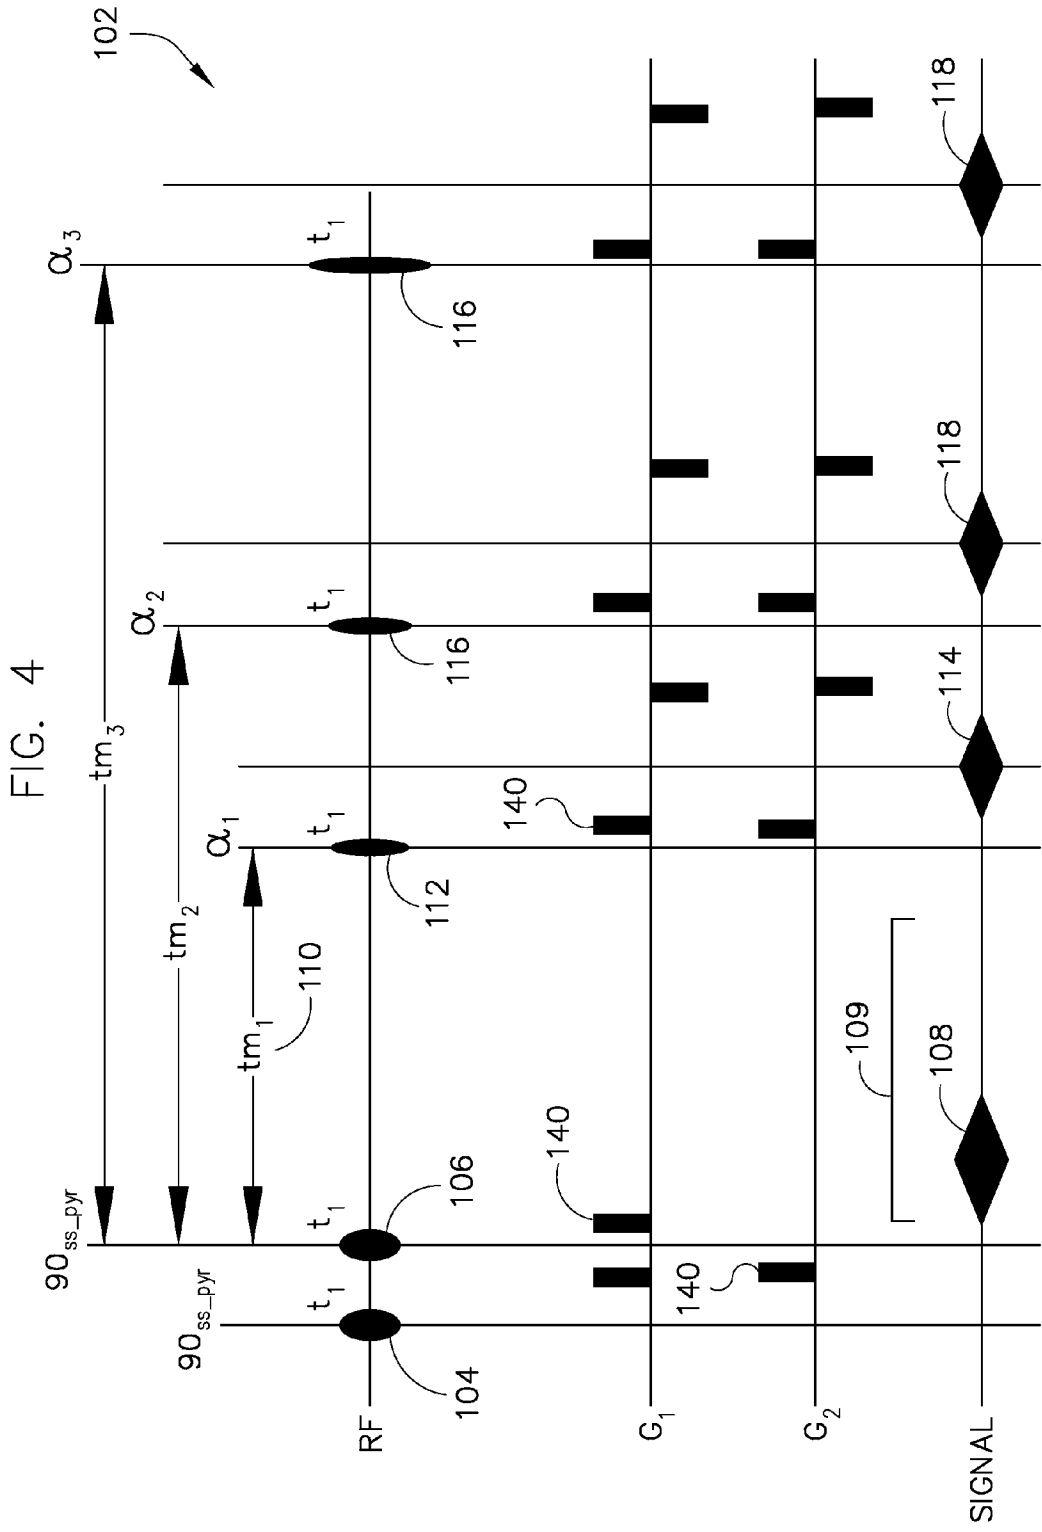 FIG. 4
90ss_pyr
α3
tm3
102
α2
90ss_pyr
tm2
α1
tm1
110
t1
t1
t1
t1
t1
RF
104
106
112
116
116
140
140
G1
140
G2
109
108
114
118
118
SIGNAL